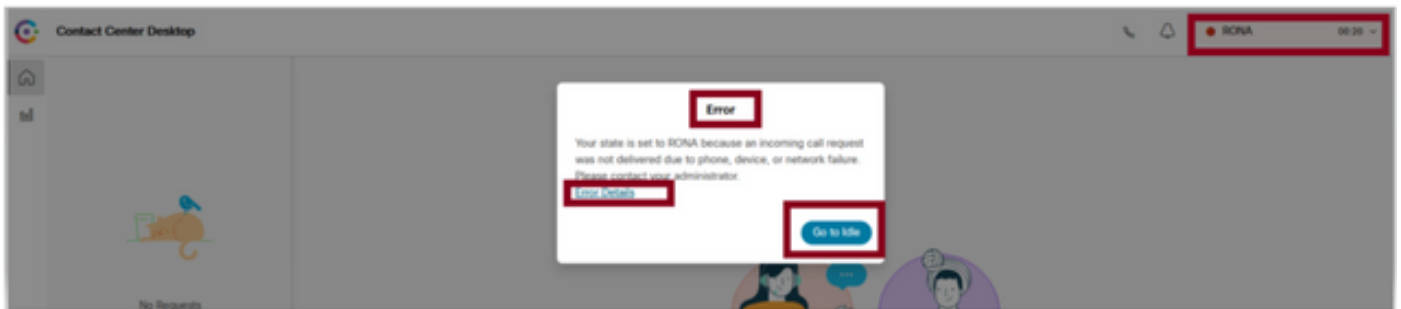 Contact Center Desktop
RONA 00:20
Error
Your state is set to RONA because an incoming call request
was not delivered due to phone, device, or network failure.
Please contact your administrator.
Error Details
Go to Idle
No Requests